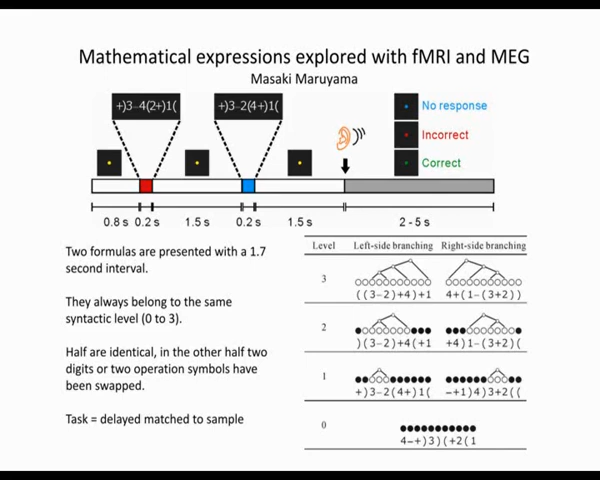 Mathematical expressions explored with fMRI and MEG
Masaki Maruyama
+)3–4(2+)1(
+)3–2(4+)1(
No response
Incorrect
Correct
0.8 s 0.2 s 1.5 s 0.2 s 1.5 s 2 - 5 s
Two formulas are presented with a 1.7
second interval.
They always belong to the same
syntactic level (0 to 3).
Half are identical, in the other half two
digits or two operation symbols have
been swapped.
Task = delayed matched to sample
Level Left-side branching Right-side branching
3
((3–2)+4)+1 4+(1–(3+2))
2
)(3–2)+4(+1 +4)1–(3+2)(
1
+)3–2(4+)1( –+1)4)3+2((
0
4–+)3)(+2(1